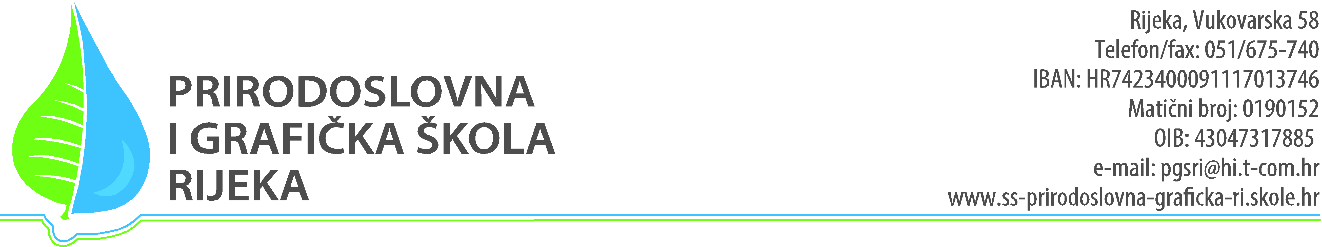 PRIRODOSLOVNA
I GRAFIČKA ŠKOLA
RIJEKA
Rijeka, Vukovarska 58
Telefon/fax: 051/675-740
IBAN: HR7423400091117013746
Matični broj: 0190152
OIB: 43047317885
e-mail: pgsri@hi.t-com.hr
www.ss-prirodoslovna-graficka-ri.skole.hr